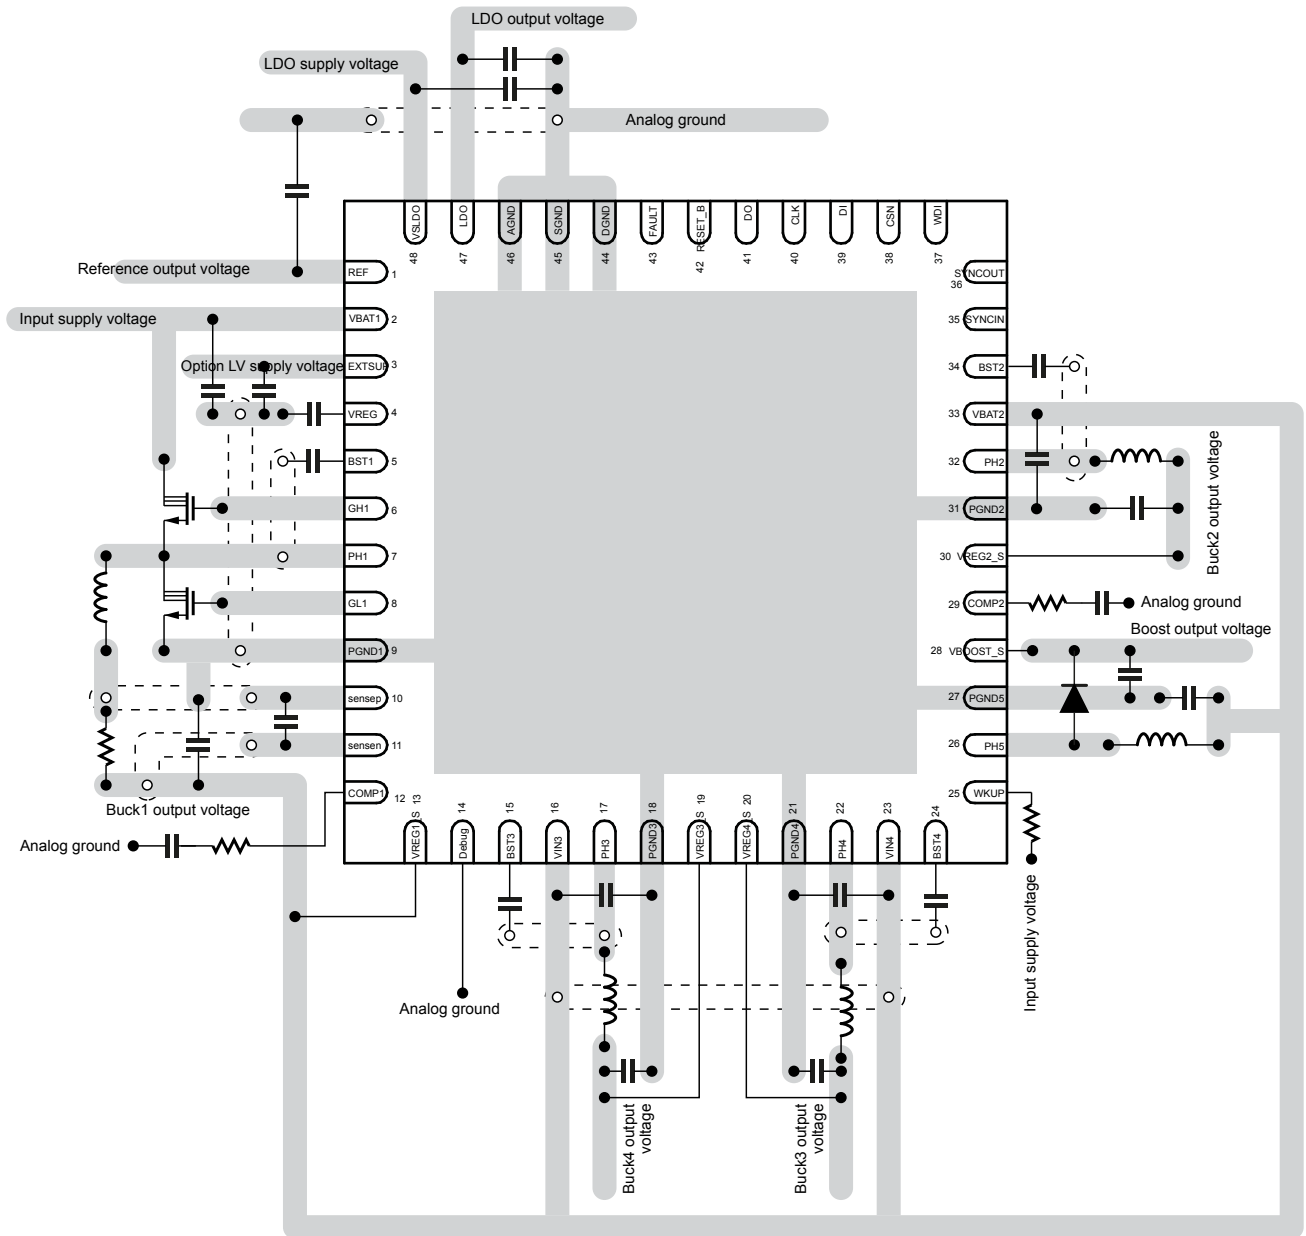 LDO output voltage
LDO supply voltage
Analog ground
VSLDO
LDO
AGND
SGND
DGND
FAULT
RESET_B
DO
CLK
DI
CSN
WDI
48
47
46
45
44
43
42
41
40
39
38
37
Reference output voltage
REF 1
Input supply voltage
VBAT1 2
Option LV supply voltage
EXTSUP 3
VREG 4
BST1 5
GH1 6
PH1 7
GL1 8
PGND1 9
sensep 10
sensen 11
COMP1 12
Buck1 output voltage
Analog ground
SYNCOUT
36
35 SYNCIN
34 BST2
33 VBAT2
32 PH2
31 PGND2
30 VREG2_S
29 COMP2
28 VBOOST_S
27 PGND5
26 PH5
25 WKUP
Buck2 output voltage
Analog ground
Boost output voltage
13
14
15
16
17
18
19
20
21
22
23
24
VREG1_S
Debug
BST3
VIN3
PH3
PGND3
VREG3_S
VREG4_S
PGND4
PH4
VIN4
BST4
Input supply voltage
Analog ground
Buck4 output
voltage
Buck3 output
voltage